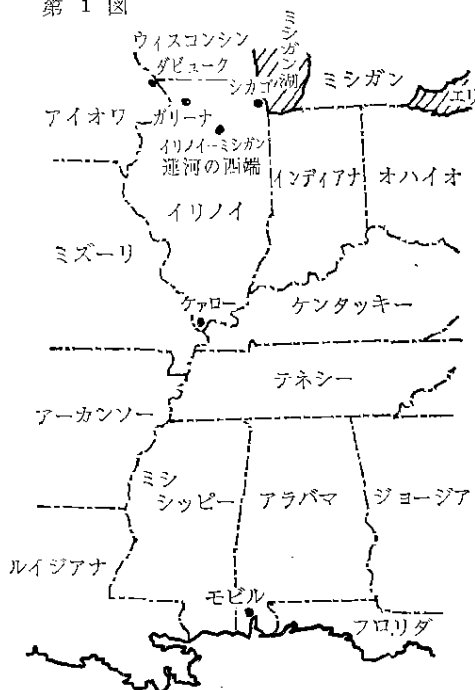 第 1 図
ウィスコンシン
ダビューク
シカゴ
ミシガン湖
ミシガン
エリ
アイオワ
ガリーナ
イリノイ--ミシガン
運河の西端
インディアナ
オハイオ
イリノイ
ミズーリ
ケァロー
ケンタッキー
テネシー
アーカンソー
ミシ
シッピー
アラバマ
ジョージア
ルイジアナ
モビル
フロリダ